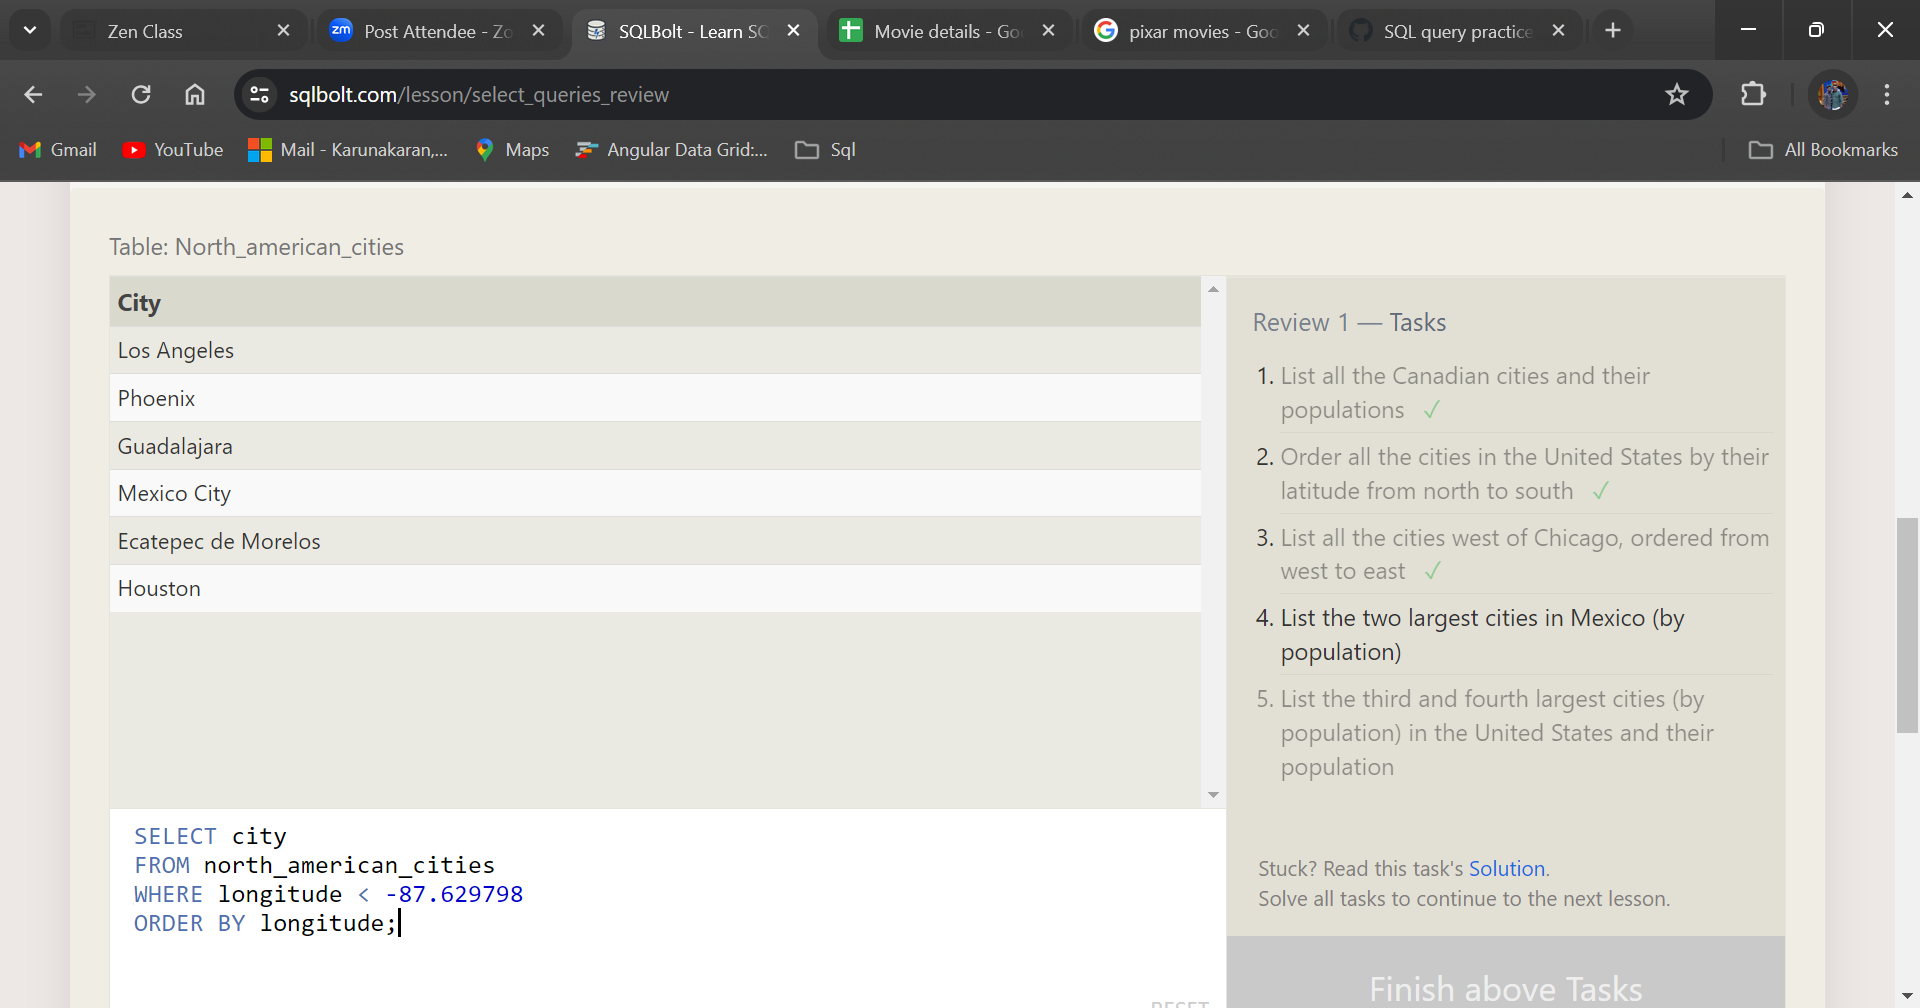 Zen Class
zm Post Attendee - Zo
SQLBolt - Learn SC
Movie details - Goo
pixar movies - Goo
SQL query practice
sqlbolt.com/lesson/select_queries_review
Gmail
YouTube
Mail - Karunakaran,...
Maps
Angular Data Grid:...
Sql
All Bookmarks
Table: North_american_cities
City
Los Angeles
Phoenix
Guadalajara
Mexico City
Ecatepec de Morelos
Houston
Review 1 — Tasks
1. List all the Canadian cities and their
populations ✓
2. Order all the cities in the United States by their
latitude from north to south ✓
3. List all the cities west of Chicago, ordered from
west to east ✓
4. List the two largest cities in Mexico (by
population)
5. List the third and fourth largest cities (by
population) in the United States and their
population
Stuck? Read this task's Solution.
Solve all tasks to continue to the next lesson.
Finish above Tasks
SELECT city
FROM north_american_cities
WHERE longitude < -87.629798
ORDER BY longitude;
RESET